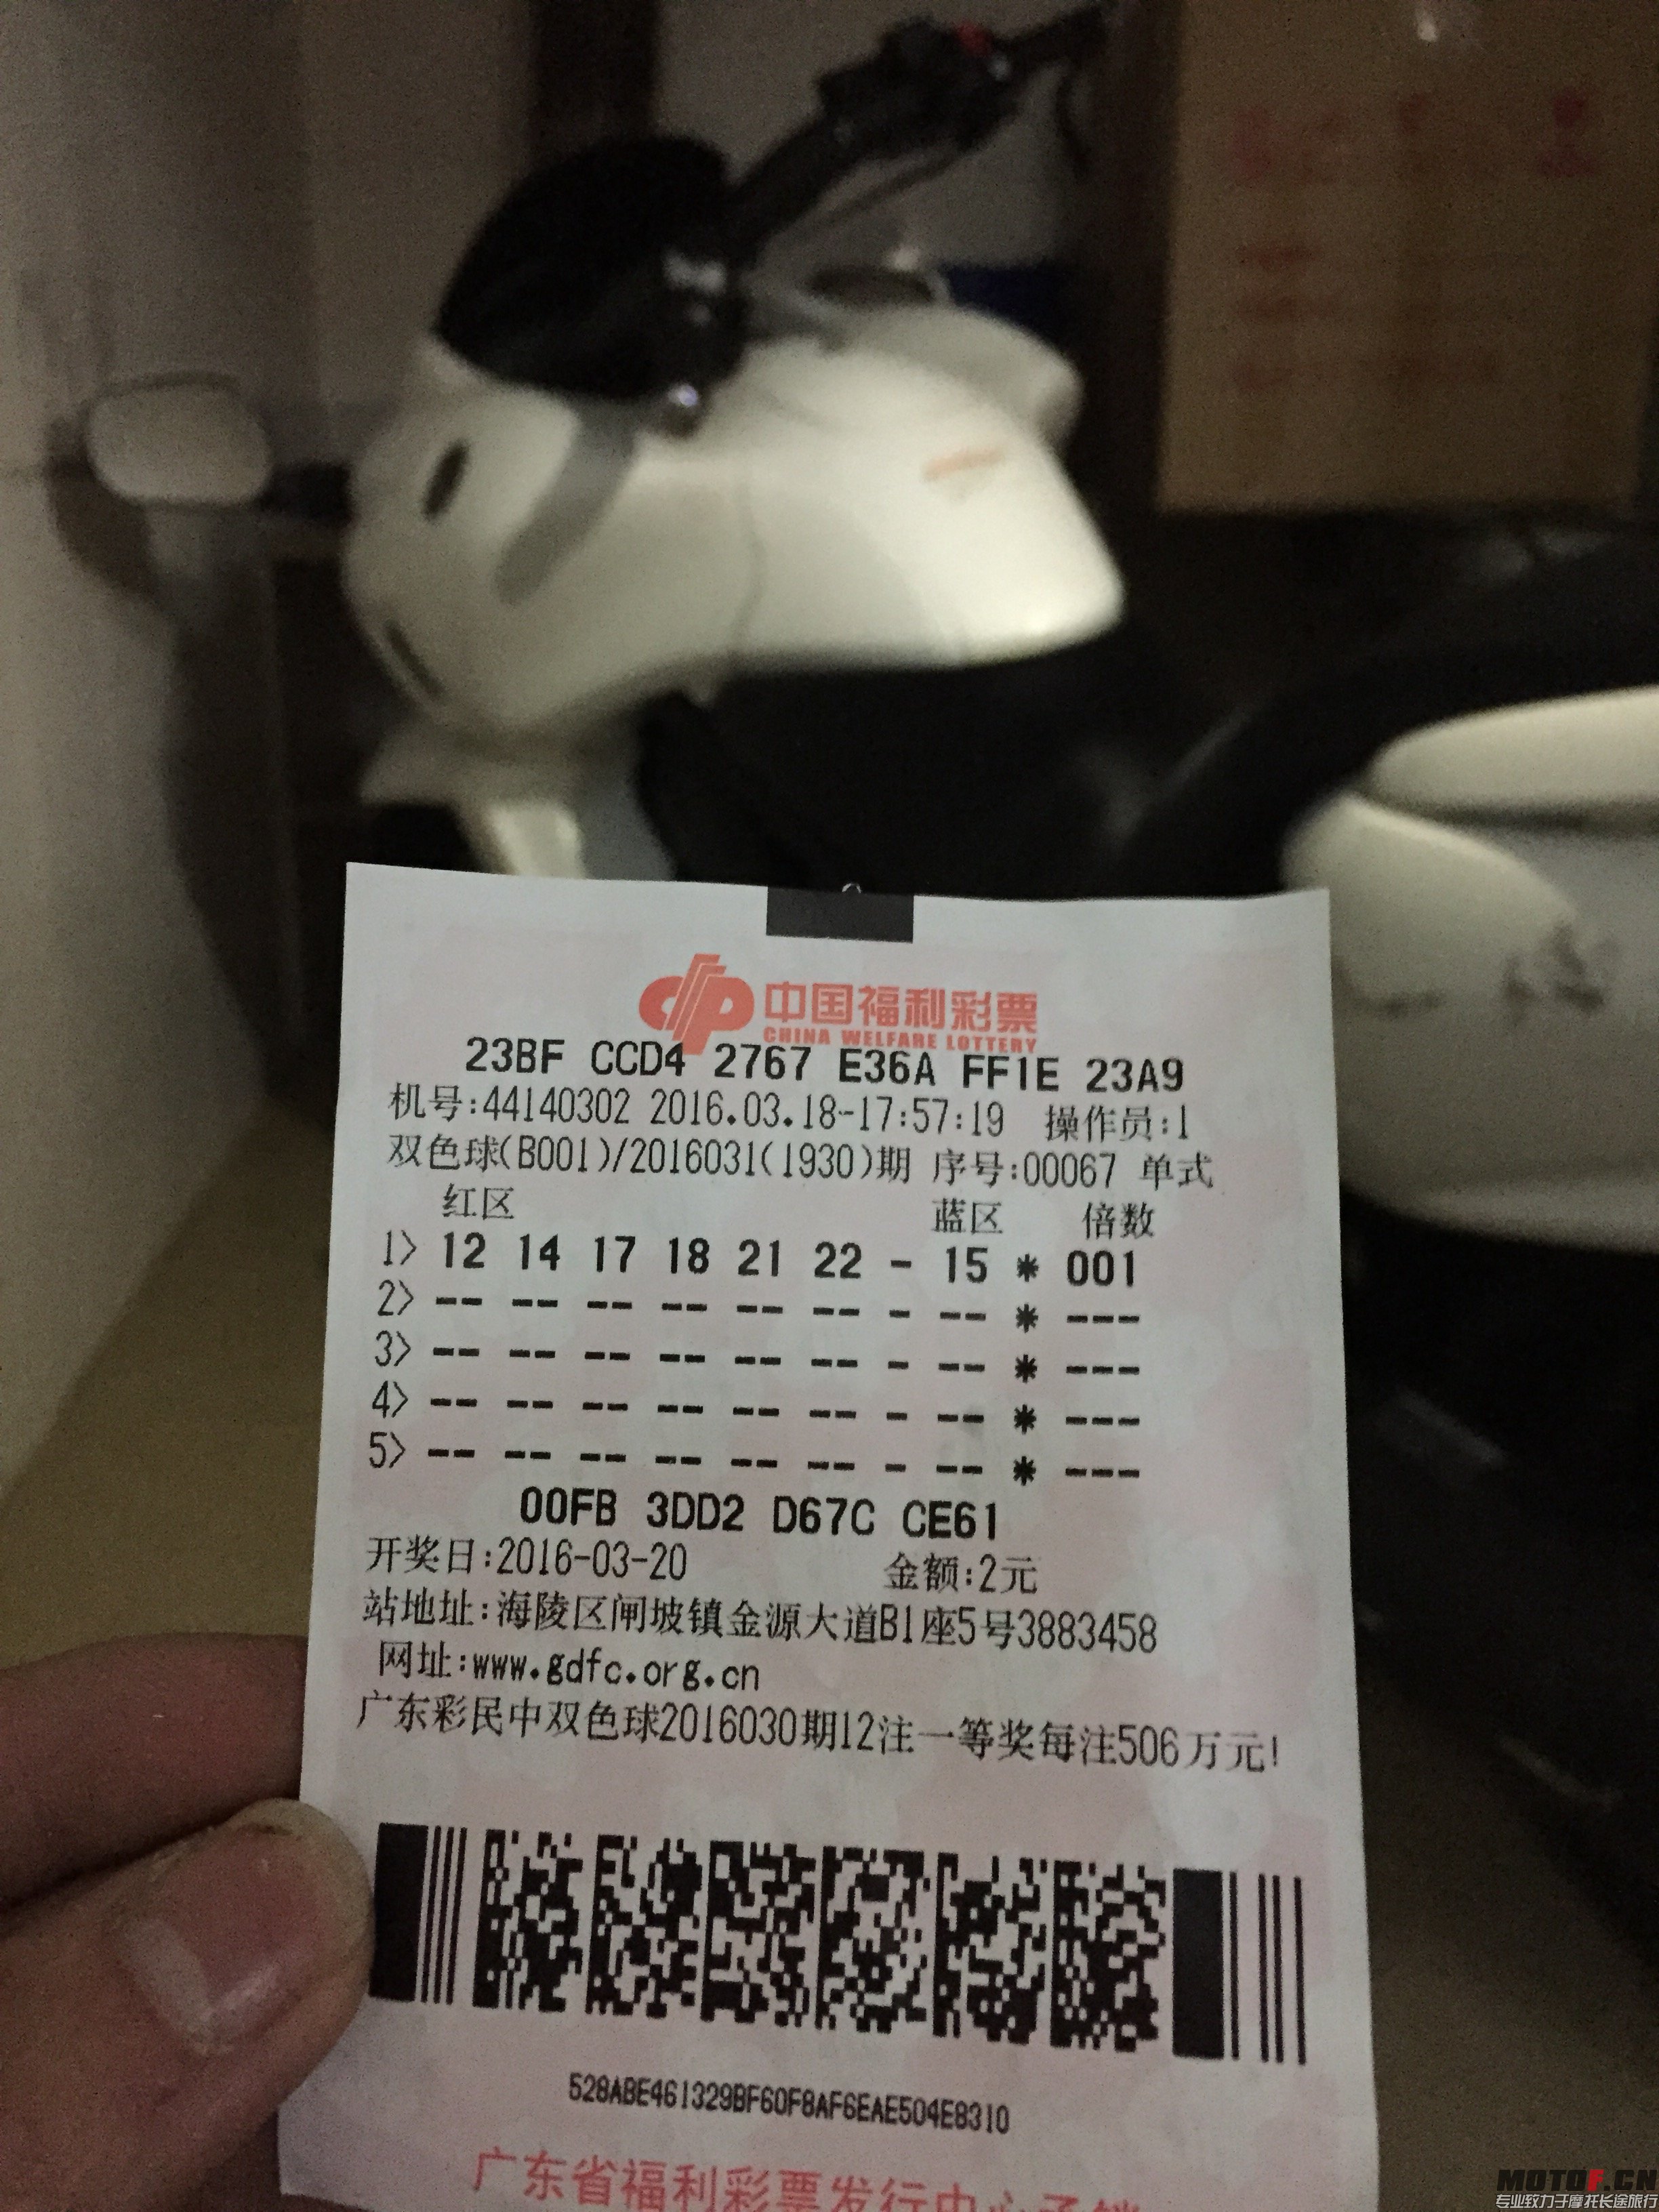 中国福利彩票
CHINA WELFARE LOTTERY
23BF CCD4 2767 E36A FF1E 23A9
机号:44140302 2016.03.18-17:57:19 操作员:1
双色球(B001)/2016031(1930)期 序号:00067 单式
红区 蓝区 倍数
1> 12 14 17 18 21 22 - 15 * 001
2> -- -- -- -- -- -- - -- * ---
3> -- -- -- -- -- -- - -- * ---
4> -- -- -- -- -- -- - -- * ---
5> -- -- -- -- -- -- - -- * ---
00FB 3DD2 D67C CE61
开奖日:2016-03-20 金额:2元
站地址:海陵区闸坡镇金源大道B1座5号3883458
网址:www.gdfc.org.cn
广东彩民中双色球2016030期12注一等奖每注506万元!
528ABE461329BF60F8AF6EAE504E8310
广东省福利彩票发行中心承销
MOTOF.CN
专业致力于摩托长途旅行